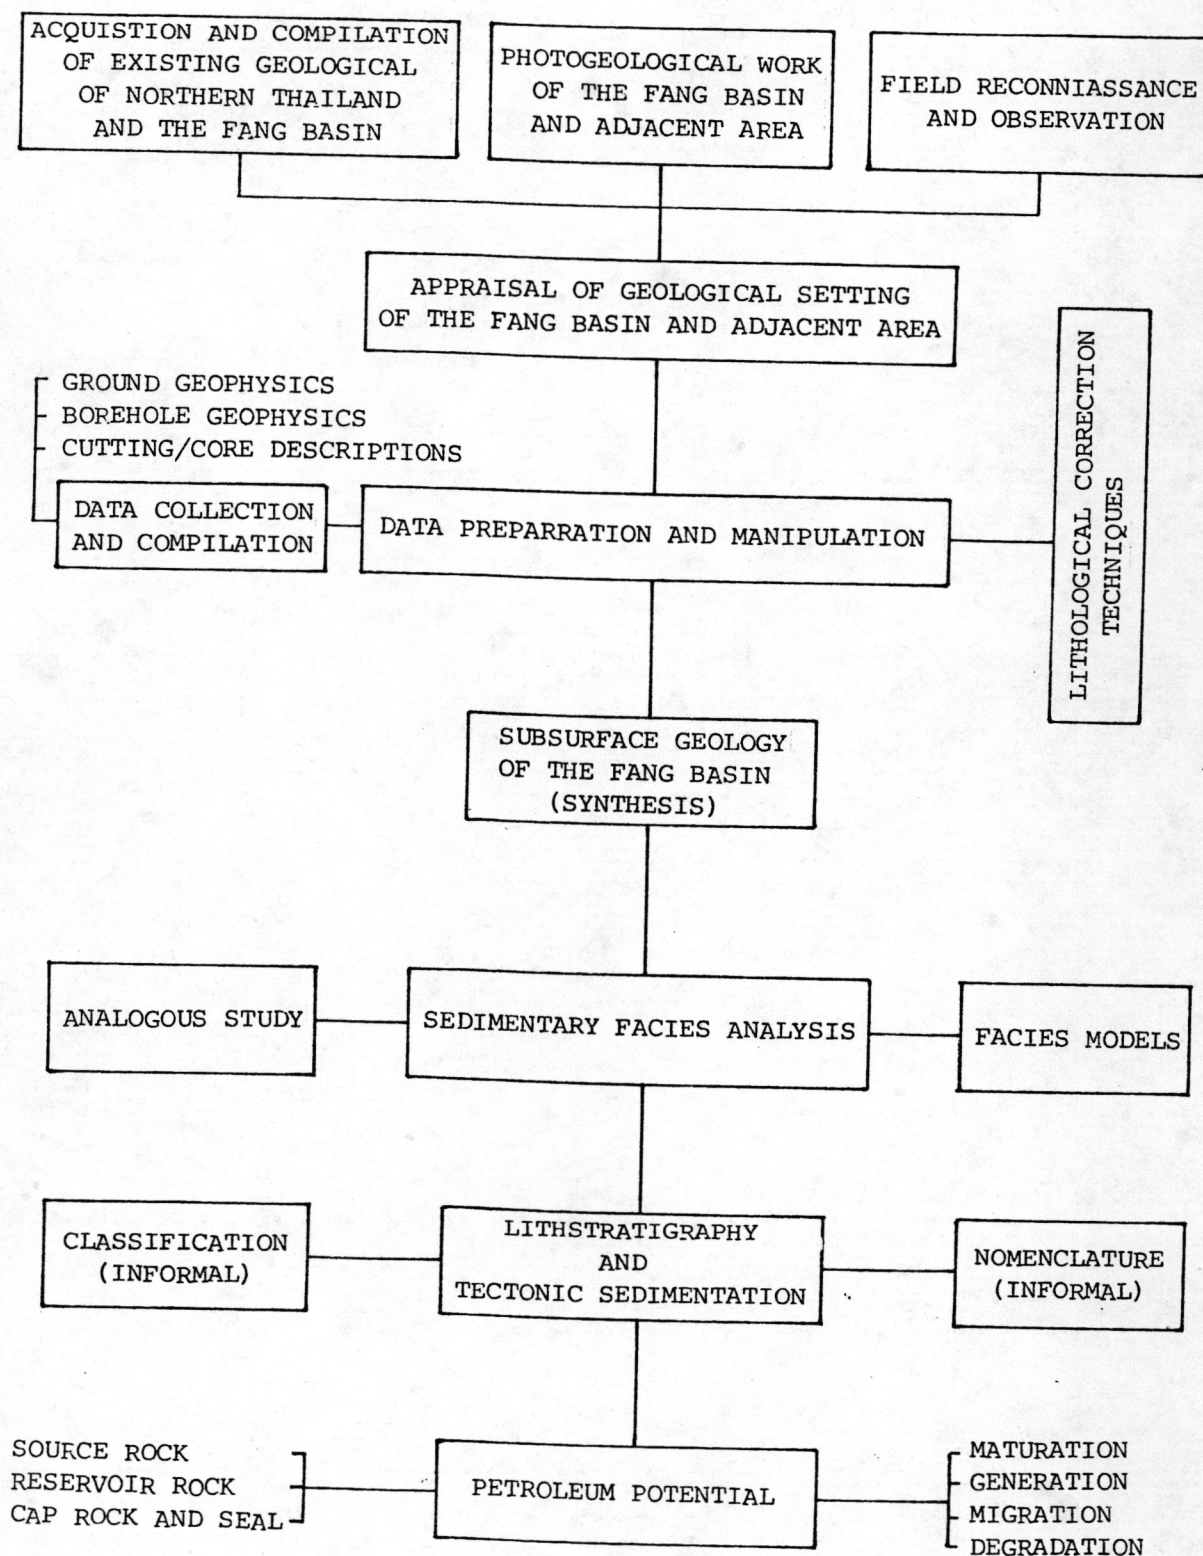 ACQUISTION AND COMPILATION
OF EXISTING GEOLOGICAL
OF NORTHERN THAILAND
AND THE FANG BASIN
PHOTOGEOLOGICAL WORK
OF THE FANG BASIN
AND ADJACENT AREA
FIELD RECONNIASSANCE
AND OBSERVATION
APPRAISAL OF GEOLOGICAL SETTING
OF THE FANG BASIN AND ADJACENT AREA
GROUND GEOPHYSICS
BOREHOLE GEOPHYSICS
CUTTING/CORE DESCRIPTIONS
DATA COLLECTION
AND COMPILATION
DATA PREPARRATION AND MANIPULATION
LITHOLOGICAL CORRECTION
TECHNIQUES
SUBSURFACE GEOLOGY
OF THE FANG BASIN
(SYNTHESIS)
ANALOGOUS STUDY
SEDIMENTARY FACIES ANALYSIS
FACIES MODELS
CLASSIFICATION
(INFORMAL)
LITHSTRATIGRAPHY
AND
TECTONIC SEDIMENTATION
NOMENCLATURE
(INFORMAL)
SOURCE ROCK
RESERVOIR ROCK
CAP ROCK AND SEAL
PETROLEUM POTENTIAL
MATURATION
GENERATION
MIGRATION
DEGRADATION